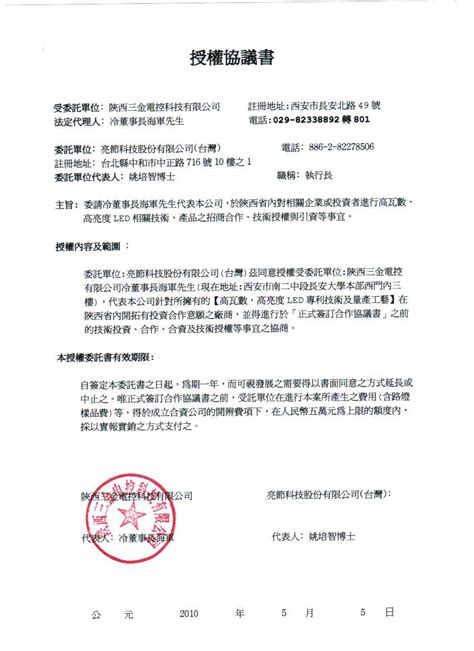 授權協議書
受委託單位: 陝西三金電控科技有限公司 註冊地址:西安市長安北路 49 號
法定代理人: 冷董事長海軍先生 電話:029-82338892 轉 801
委託單位: 亮節科技股份有限公司(台灣) 電話: 886-2-82278506
註冊地址: 台北縣中和市中正路 716 號 10 樓之 1
委託單位代表人: 姚培智博士 職稱: 執行長
主旨: 委請冷董事長海軍先生代表本公司, 於陝西省內對相關企業或投資者進行高瓦數、
高亮度 LED 相關技術、產品之招商合作、技術授權與引資等事宜。
授權內容及範圍 :
委託單位:亮節科技股份有限公司(台灣)茲同意授權受委託單位:陝西三金電控
有限公司冷董事長海軍先生(現在地址:西安市南二中段長安大學本部西門內三
樓) , 代表本公司針對所擁有的【高瓦數, 高亮度 LED 專利技術及量產工藝】在
陝西省內開拓有投資合作意願之廠商, 並得進行於「正式簽訂合作協議書」之前
的技術投資、合作、合資及技術授權等事宜之協商。
本授權委託書有效期限:
自簽定本委託書之日起, 爲期一年, 而可視發展之需要得以書面同意之方式延長或
中止之。唯正式簽訂合作協議書之前, 受託單位在進行本案所產生之費用(含路燈
樣品費)等, 得於成立合資公司的開辦費項下, 在人民幣五萬元爲上限的額度內,
採以實報實銷之方式支付之。
陝西三金电控科技有限公司
陝西三金電控科技有限公司 亮節科技股份有限公司(台灣):
代表人: 冷董事長海軍 代表人: 姚培智博士
公 元 2010 年 5 月 5 日